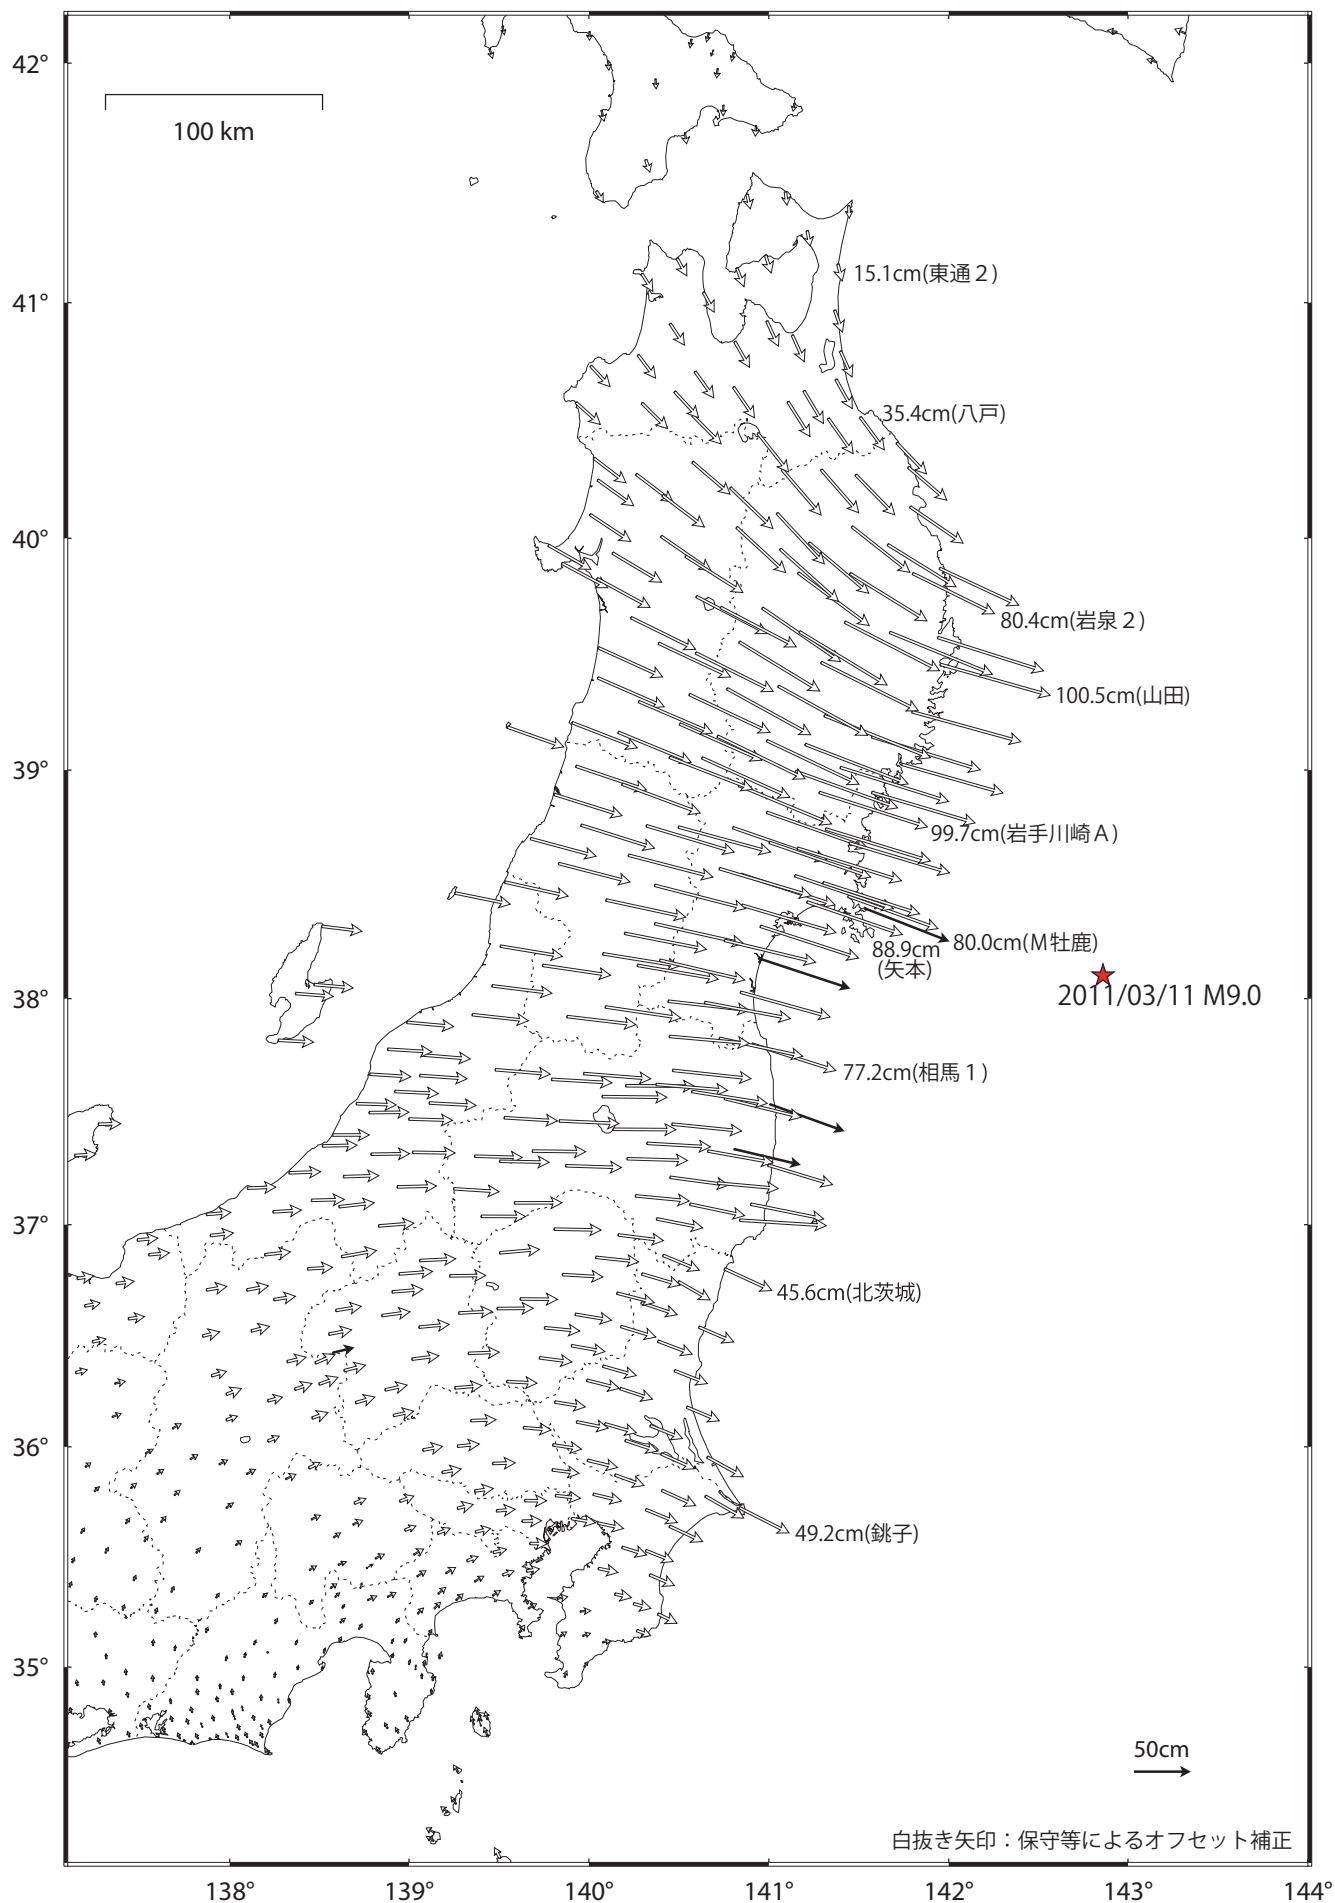 42°
100 km
15.1cm(東通２)
41°
35.4cm(八戸)
40°
80.4cm(岩泉２)
100.5cm(山田)
39°
99.7cm(岩手川崎Ａ)
80.0cm(Ｍ牡鹿)
88.9cm
(矢本)
38°
2011/03/11 M9.0
77.2cm(相馬１)
37°
45.6cm(北茨城)
36°
49.2cm(銚子)
35°
50cm
白抜き矢印：保守等によるオフセット補正
138° 139° 140° 141° 142° 143° 144°